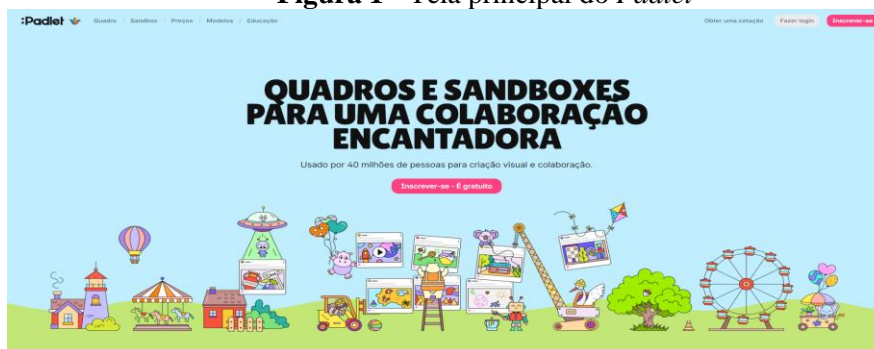 Figura 1 - Tela principal do Padlet
:Padlet Quadro / Sandbox / Preços / Modelos / Educação Obter uma cotação Fazer login Inscrever-se
QUADROS E SANDBOXES
PARA UMA COLABORAÇÃO
ENCANTADORA
Usado por 40 milhões de pessoas para criação visual e colaboração.
Inscrever-se – É gratuito